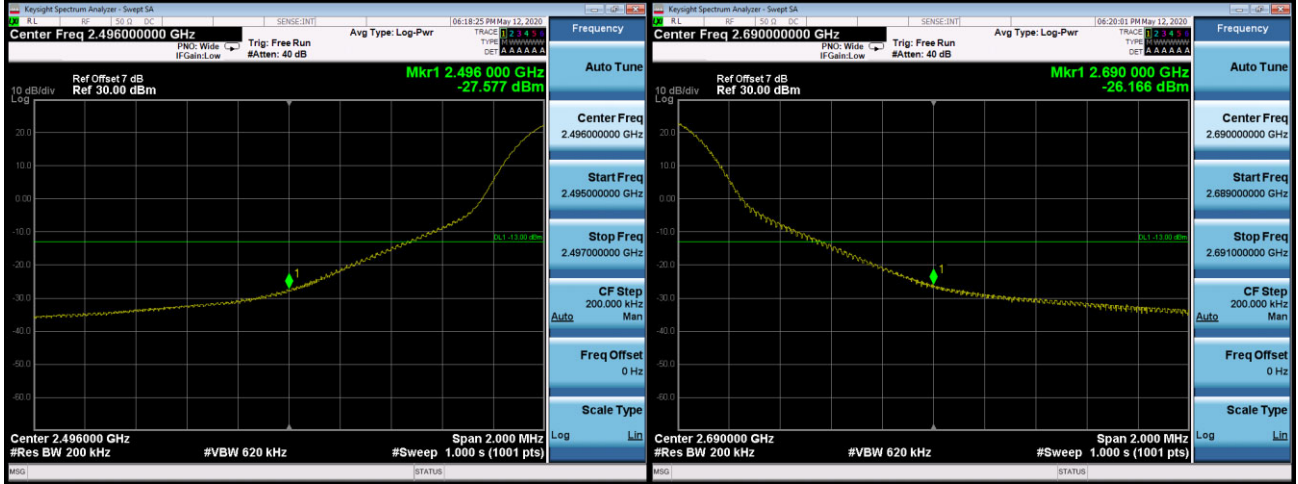 Keysight Spectrum Analyzer - Swept SA
R L RF 50 Ω DC SENSE:INT 06:18:25 PM May 12, 2020
Center Freq 2.496000000 GHz
PNO: Wide
IFGain:Low
Trig: Free Run
#Atten: 40 dB
Avg Type: Log-Pwr
TRACE 1 2 3 4 5 6
TYPE
DET A A A A A A
Mkr1 2.496 000 GHz
-27.577 dBm
Ref Offset 7 dB
10 dB/div Ref 30.00 dBm
Log
20.0
10.0
0.00
-10.0
DL1 -13.00 dBm
-20.0
1
-30.0
-40.0
-50.0
-60.0
Center 2.496000 GHz Span 2.000 MHz
#Res BW 200 kHz #VBW 620 kHz #Sweep 1.000 s (1001 pts)
MSG STATUS
Frequency
Auto Tune
Center Freq
2.496000000 GHz
Start Freq
2.495000000 GHz
Stop Freq
2.497000000 GHz
CF Step
200.000 kHz
Auto Man
Freq Offset
0 Hz
Scale Type
Log Lin
Keysight Spectrum Analyzer - Swept SA
R L RF 50 Ω DC SENSE:INT 06:20:01 PM May 12, 2020
Center Freq 2.690000000 GHz
PNO: Wide
IFGain:Low
Trig: Free Run
#Atten: 40 dB
Avg Type: Log-Pwr
TRACE 1 2 3 4 5 6
TYPE
DET A A A A A A
Mkr1 2.690 000 GHz
-26.166 dBm
Ref Offset 7 dB
10 dB/div Ref 30.00 dBm
Log
20.0
10.0
0.00
-10.0
DL1 -13.00 dBm
-20.0
1
-30.0
-40.0
-50.0
-60.0
Center 2.690000 GHz Span 2.000 MHz
#Res BW 200 kHz #VBW 620 kHz #Sweep 1.000 s (1001 pts)
MSG STATUS
Frequency
Auto Tune
Center Freq
2.690000000 GHz
Start Freq
2.689000000 GHz
Stop Freq
2.691000000 GHz
CF Step
200.000 kHz
Auto Man
Freq Offset
0 Hz
Scale Type
Log Lin